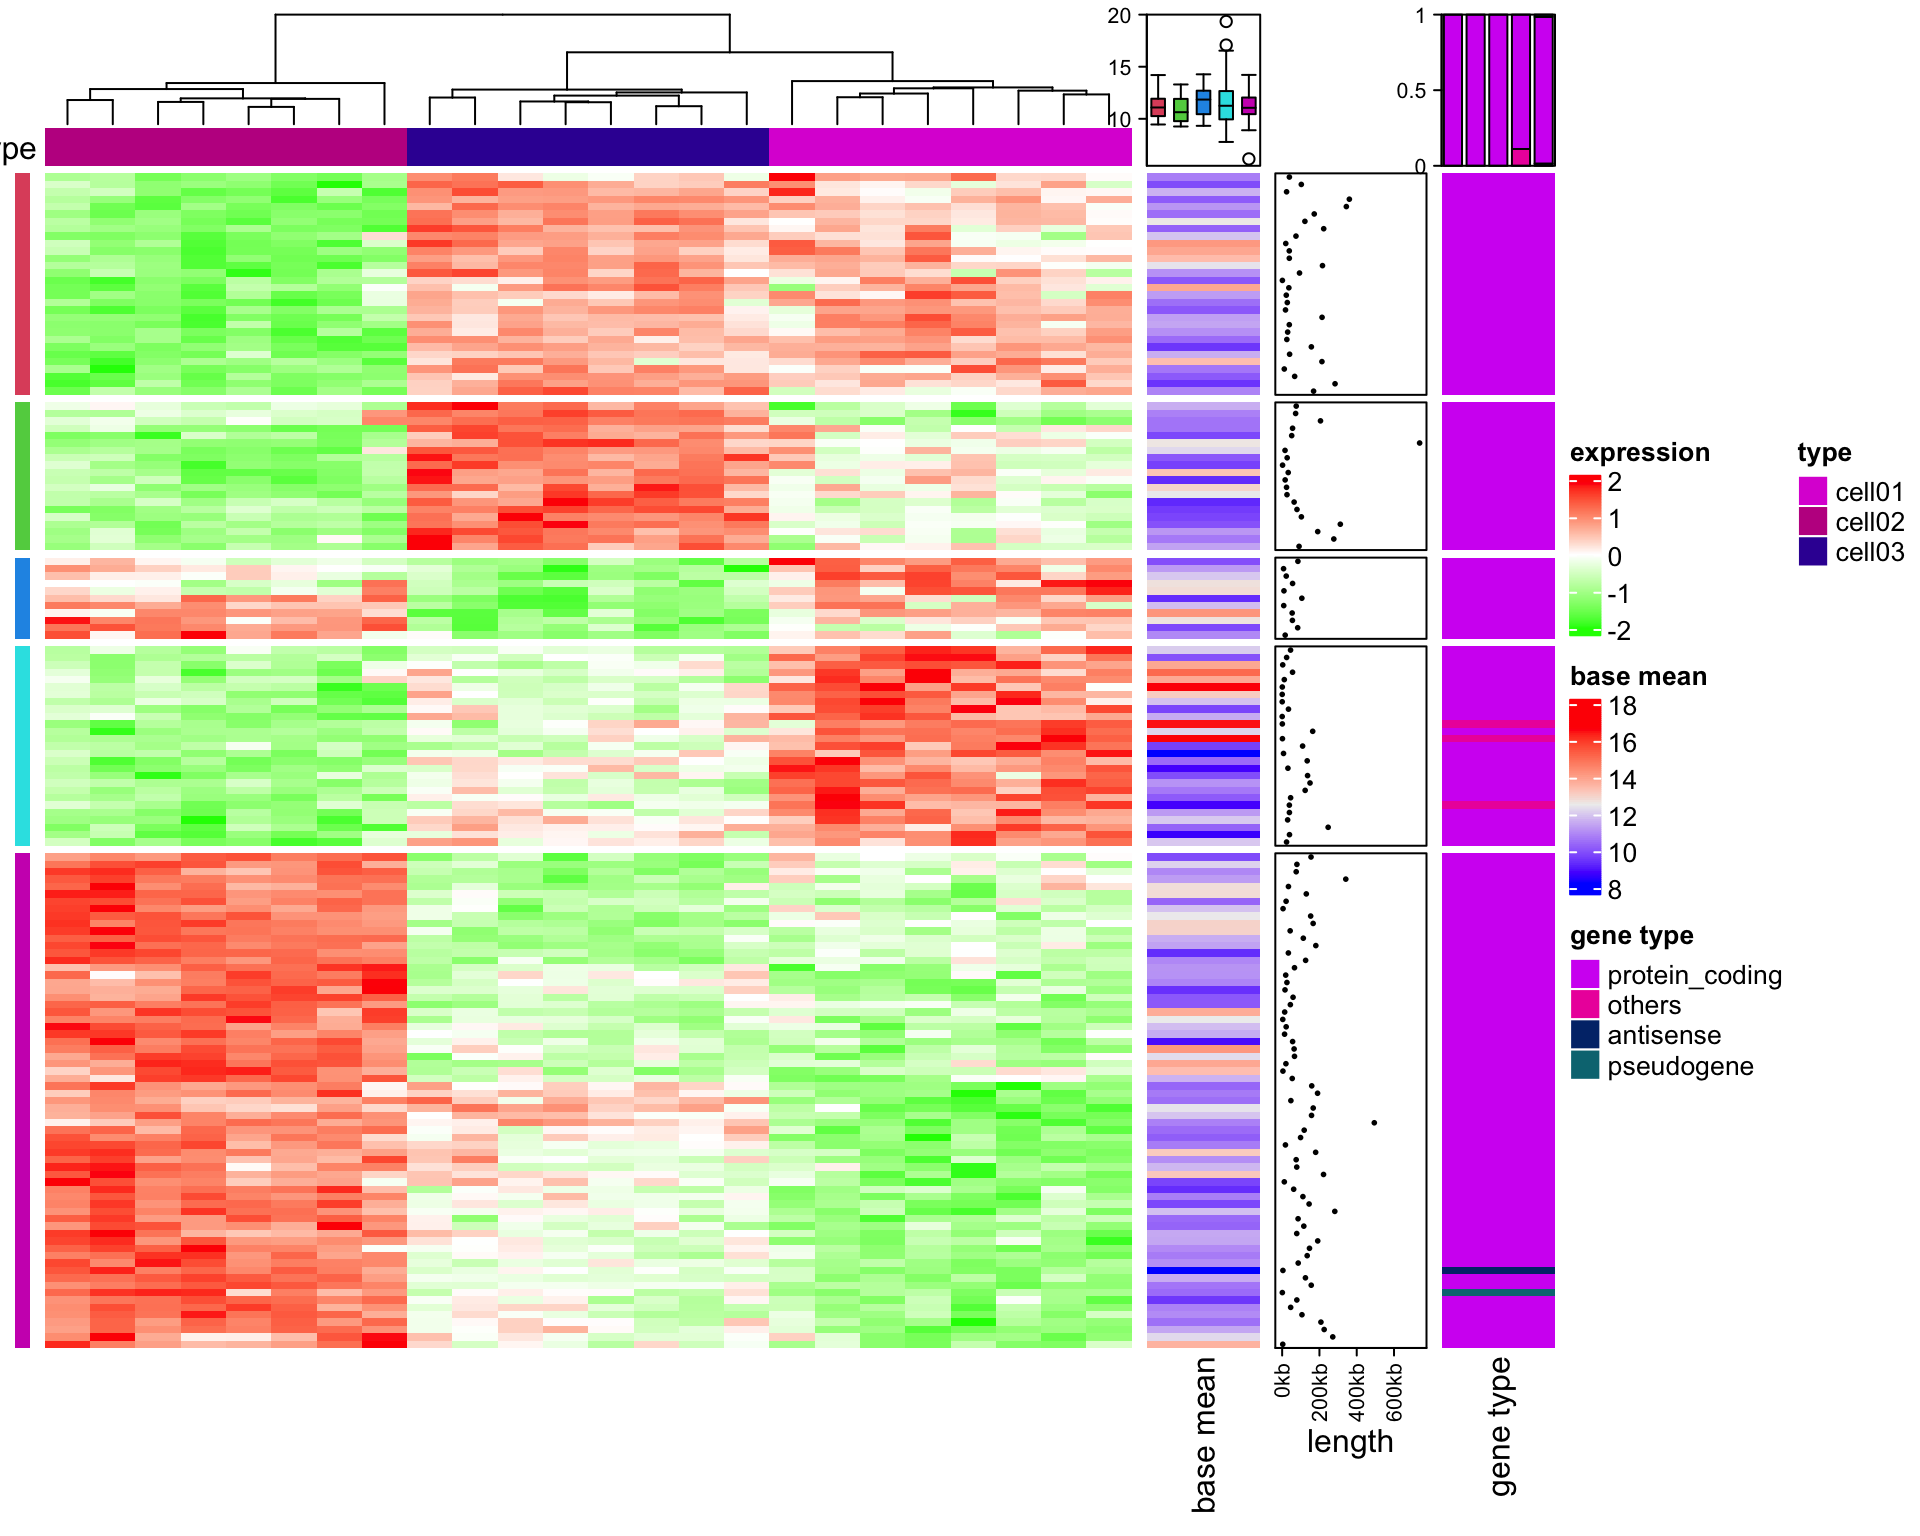 20
15
10
1
0.5
0
ype
expression
2
1
0
-1
-2
type
cell01
cell02
cell03
base mean
18
16
14
12
10
8
gene type
protein_coding
others
antisense
pseudogene
base mean
0kb
200kb
400kb
600kb
length
gene type